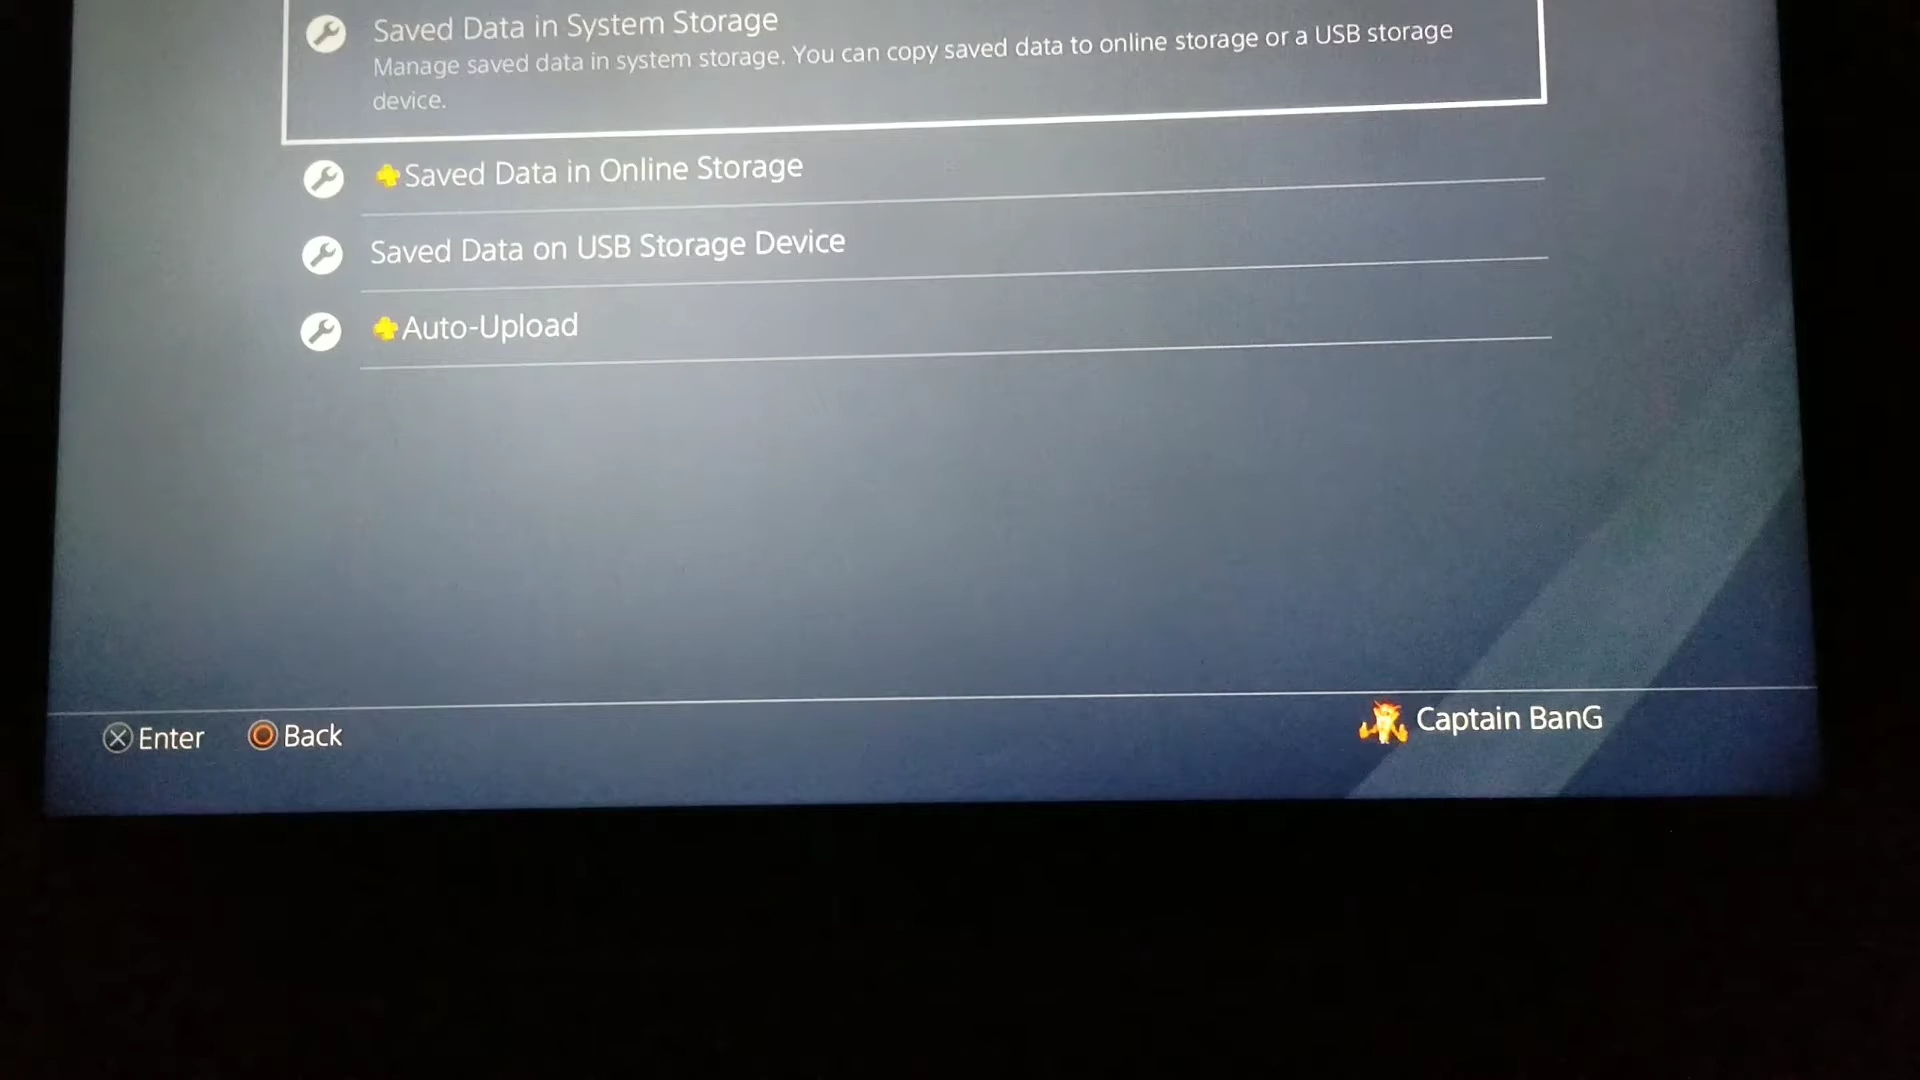 Saved Data in System Storage
Manage saved data in system storage. You can copy saved data to online storage or a USB storage
device.
Saved Data in Online Storage
Saved Data on USB Storage Device
Auto-Upload
Enter
Back
Captain BanG